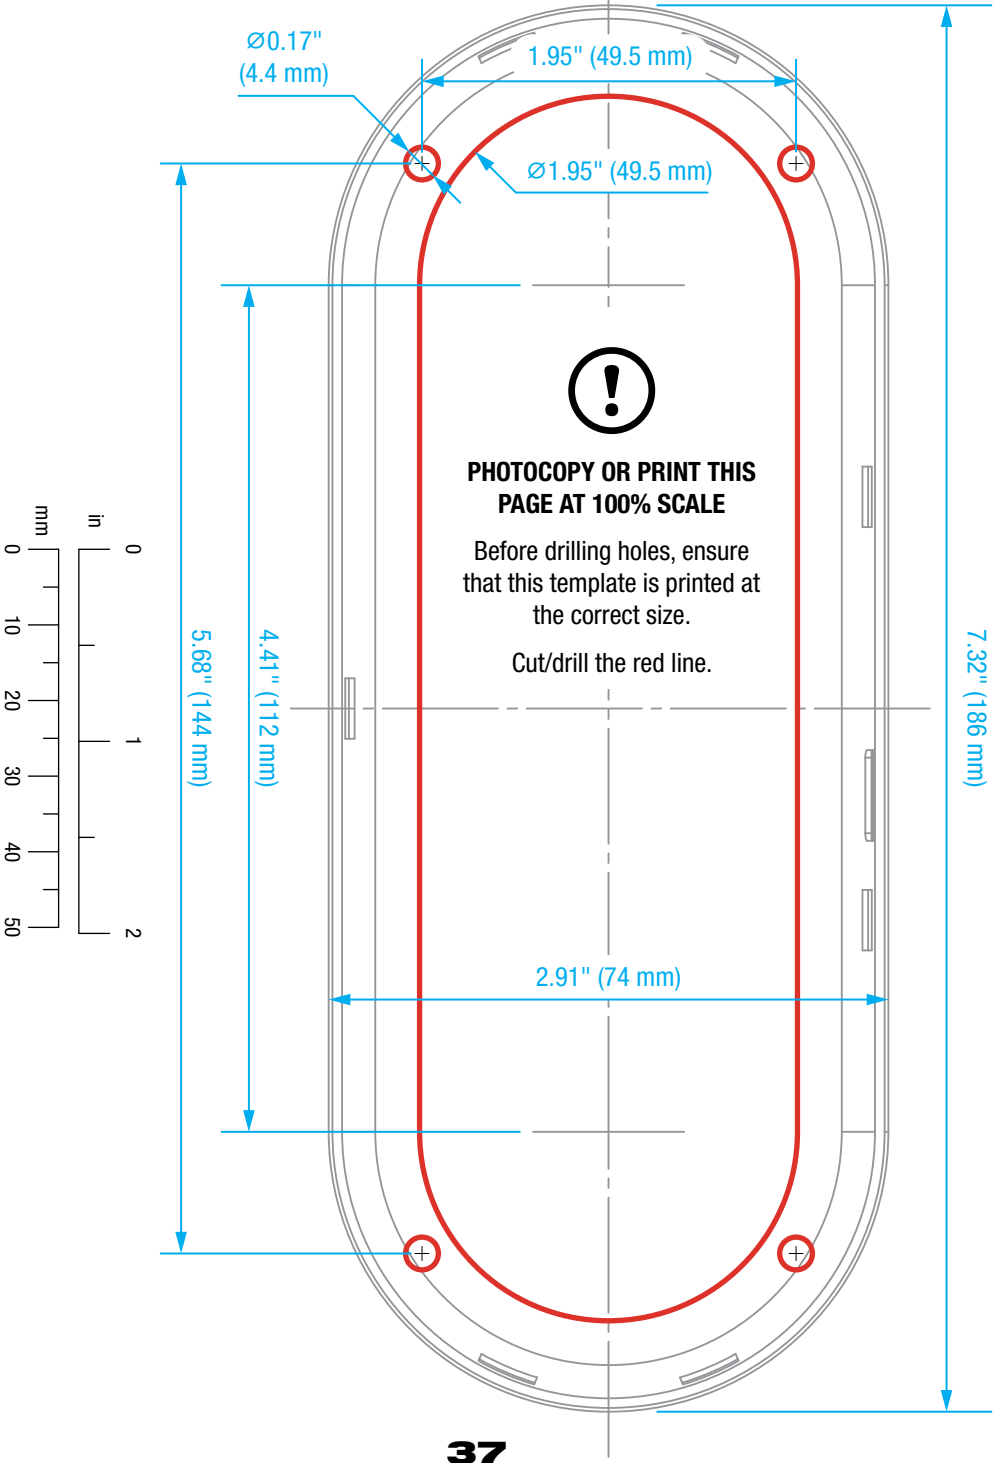 Ø0.17"
(4.4 mm)
1.95" (49.5 mm)
Ø1.95" (49.5 mm)
!
PHOTOCOPY OR PRINT THIS
PAGE AT 100% SCALE
Before drilling holes, ensure
that this template is printed at
the correct size.
Cut/drill the red line.
mm
in
0
10
20
30
40
50
0
1
2
5.68" (144 mm)
4.41" (112 mm)
7.32" (186 mm)
2.91" (74 mm)
37